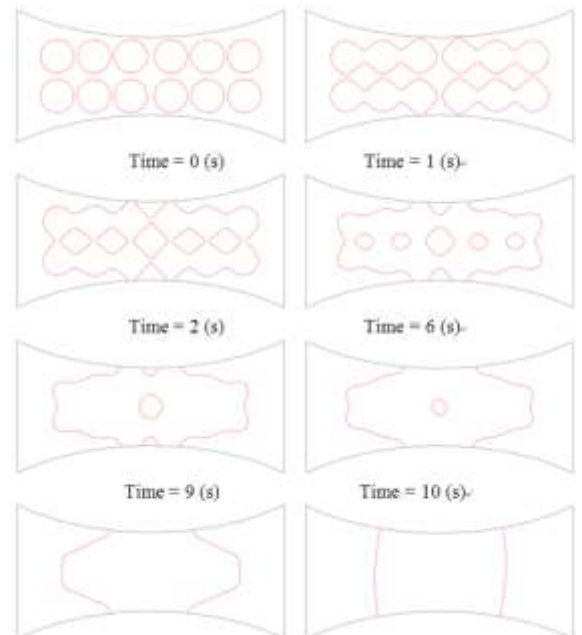 Time = 0 (s)
Time = 1 (s)
Time = 2 (s)
Time = 6 (s)
Time = 9 (s)
Time = 10 (s)